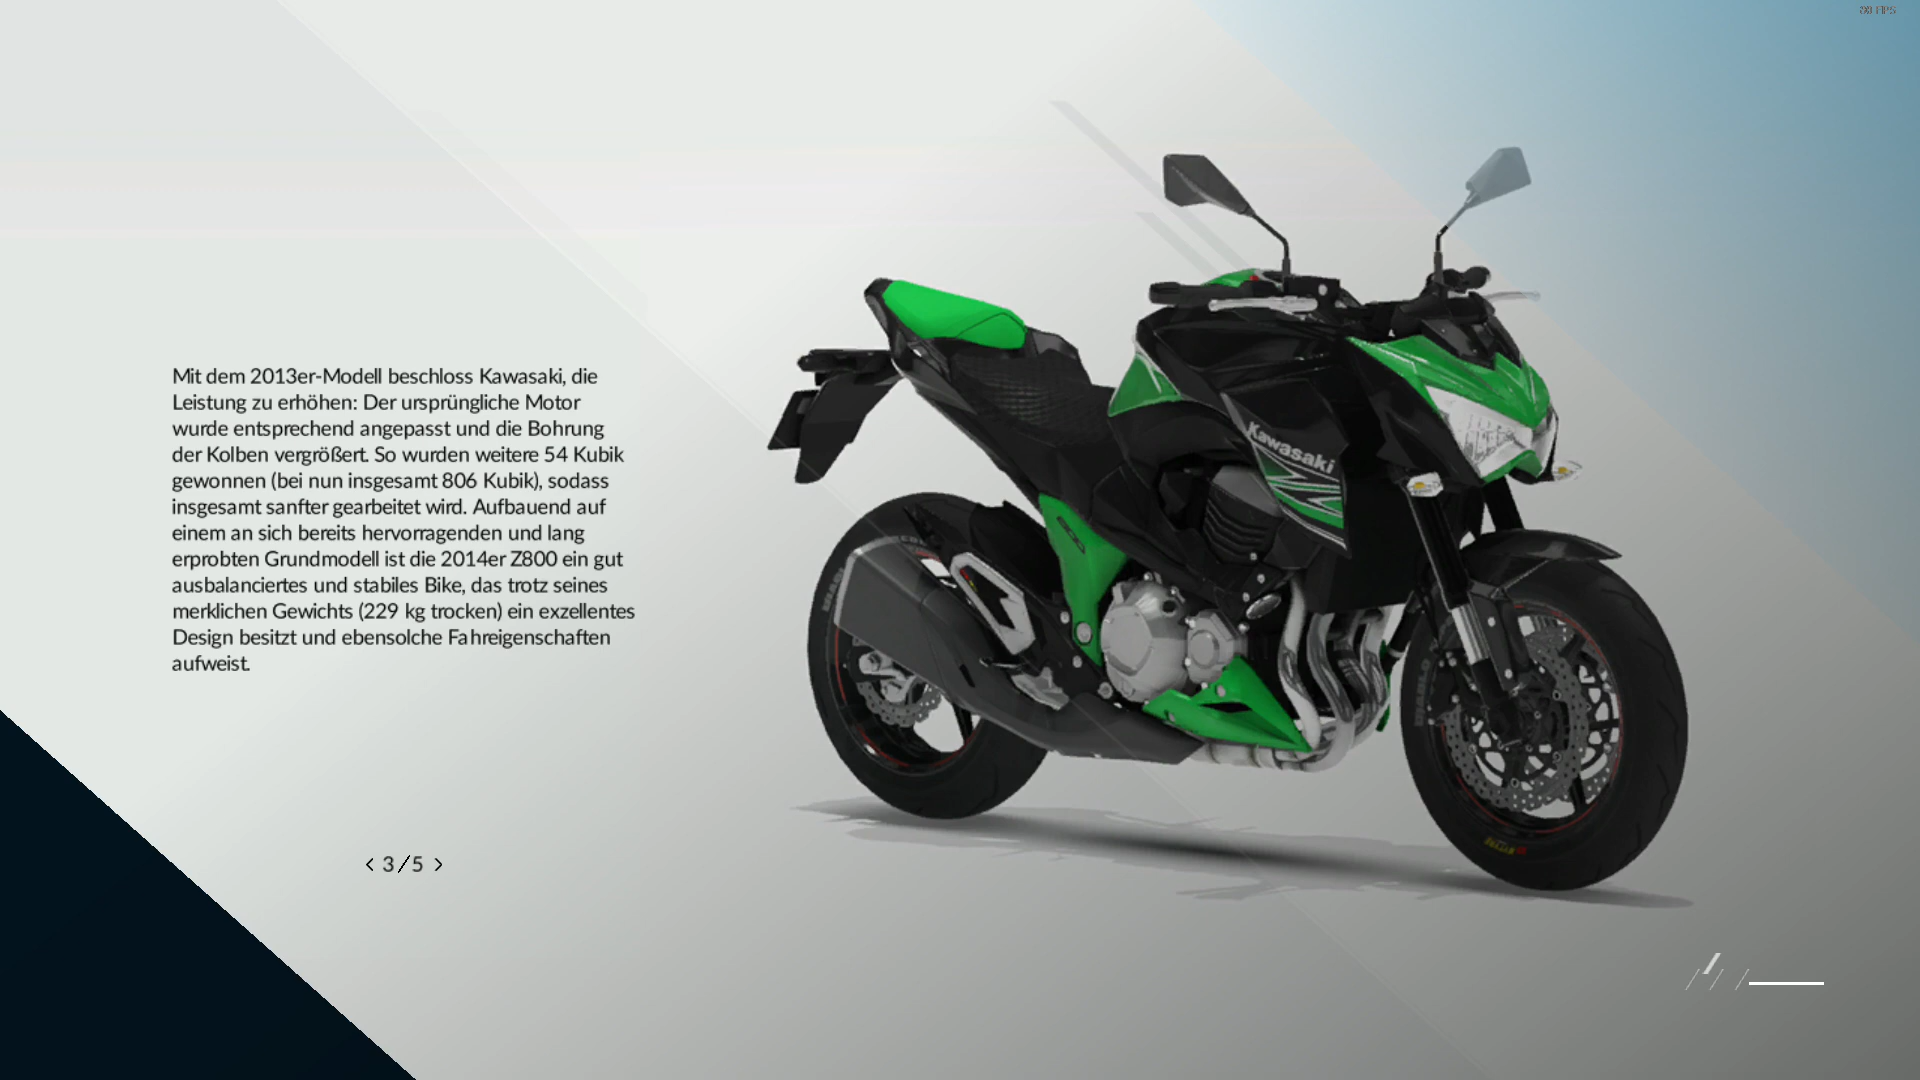 Mit dem 2013er-Modell beschloss Kawasaki, die
Leistung zu erhöhen: Der ursprüngliche Motor
wurde entsprechend angepasst und die Bohrung
der Kolben vergrößert. So wurden weitere 54 Kubik
gewonnen (bei nun insgesamt 806 Kubik), sodass
insgesamt sanfter gearbeitet wird. Aufbauend auf
einem an sich bereits hervorragenden und lang
erprobten Grundmodell ist die 2014er Z800 ein gut
ausbalanciertes und stabiles Bike, das trotz seines
merklichen Gewichts (229 kg trocken) ein exzellentes
Design besitzt und ebensolche Fahreigenschaften
aufweist.
< 3/5 >
Kawasaki
FPS